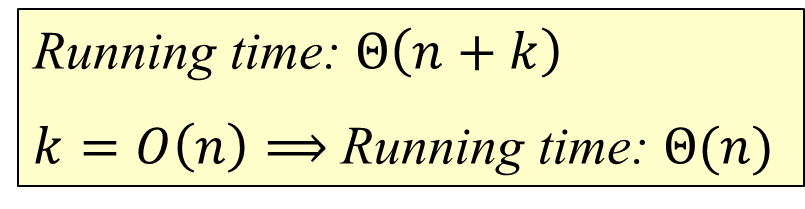 Running time: Θ(n + k)
k = O(n) ⟹ Running time: Θ(n)